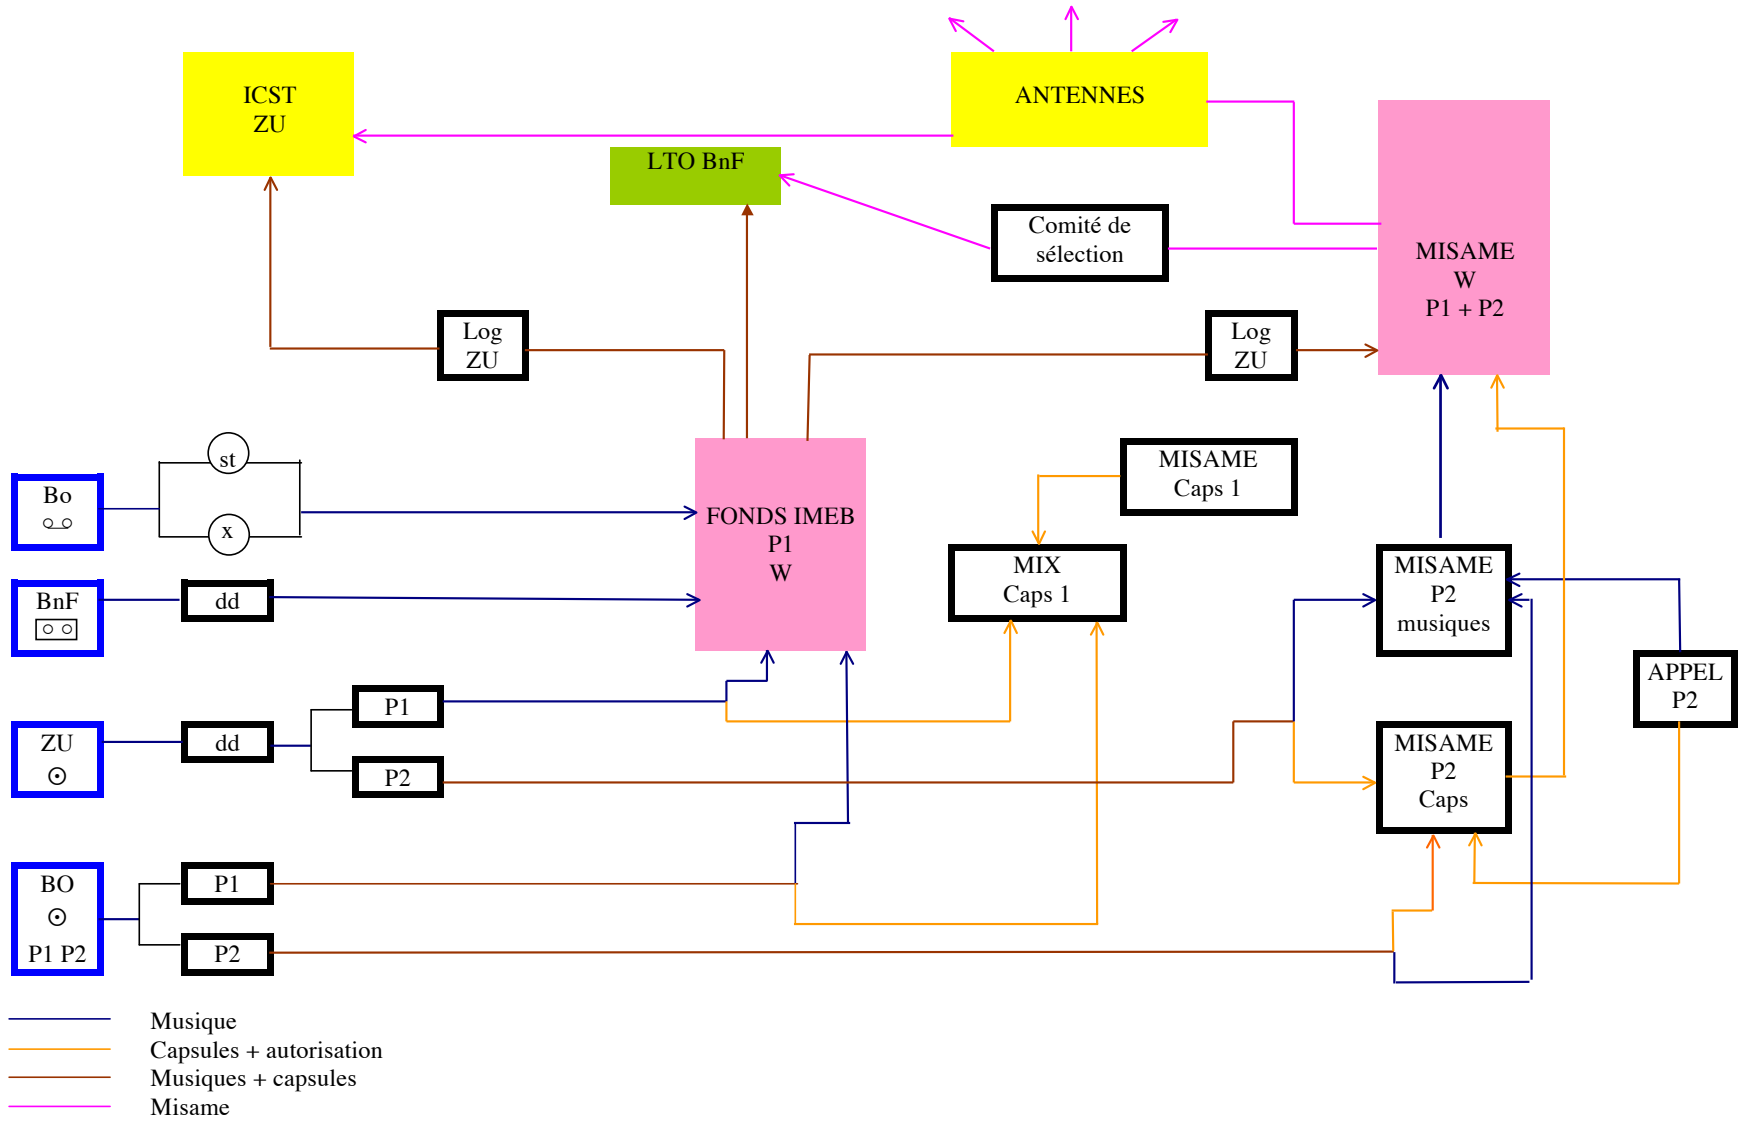 ICST
ZU
ANTENNES
LTO BnF
Comité de
sélection
MISAME
W
P1 + P2
Log
ZU
Log
ZU
Bo
st
x
FONDS IMEB
P1
W
MISAME
Caps 1
MIX
Caps 1
MISAME
P2
musiques
BnF
dd
APPEL
P2
ZU
dd
P1
P2
MISAME
P2
Caps
BO
P1 P2
P1
P2
Musique
Capsules + autorisation
Musiques + capsules
Misame